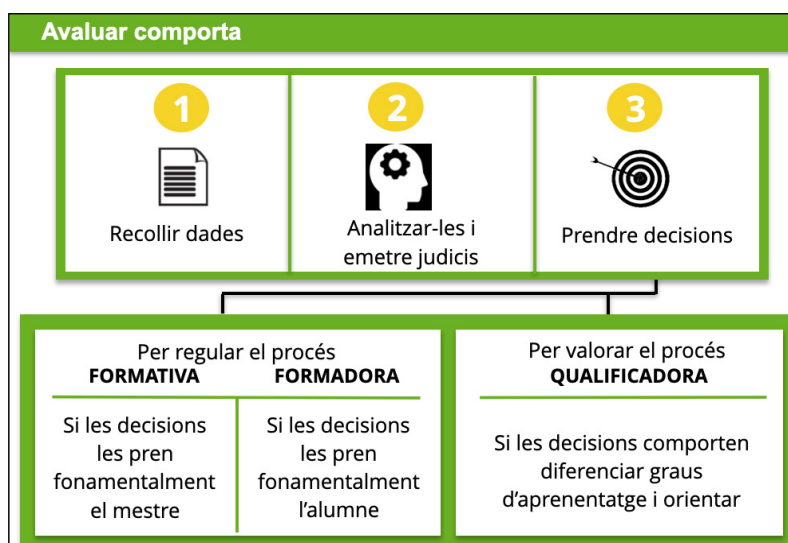 Avaluar comporta
1
2
3
Recollir dades
Analitzar-les i
emetre judicis
Prendre decisions
Per regular el procés
FORMATIVA
FORMADORA
Si les decisions
les pren
fonamentalment
el mestre
Si les decisions
les pren
fonamentalment
l'alumne
Per valorar el procés
QUALIFICADORA
Si les decisions comporten
diferenciar graus
d'aprenentatge i orientar